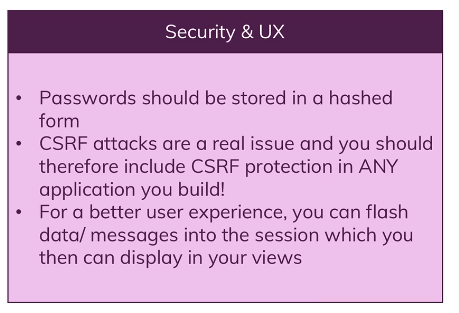 Security & UX
• Passwords should be stored in a hashed
form
• CSRF attacks are a real issue and you should
therefore include CSRF protection in ANY
application you build!
• For a better user experience, you can flash
data/ messages into the session which you
then can display in your views